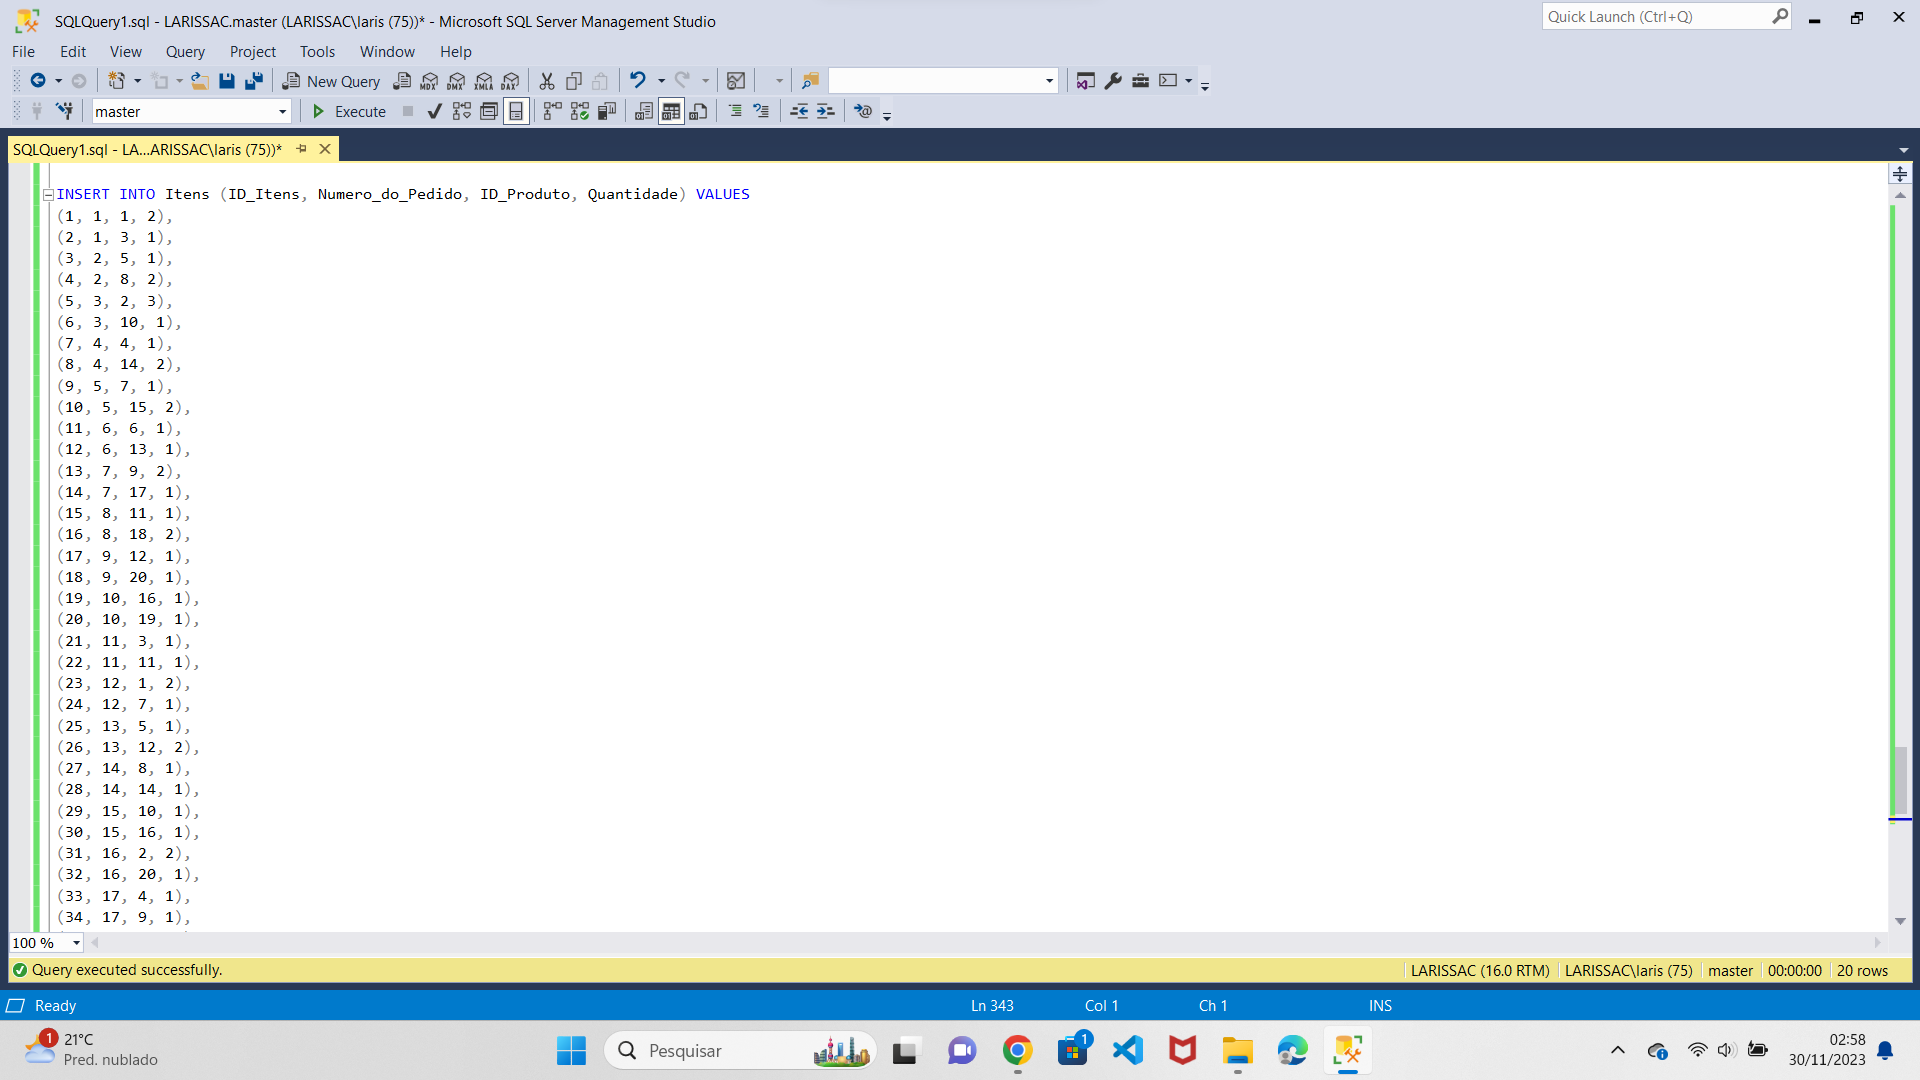 SQLQuery1.sql - LARISSAC.master (LARISSAC\laris (75))* - Microsoft SQL Server Management Studio
Quick Launch (Ctrl+Q)
File Edit View Query Project Tools Window Help
New Query MDX DMX XMLA DAX
master Execute
SQLQuery1.sql - LA...ARISSAC\laris (75))*
INSERT INTO Itens (ID_Itens, Numero_do_Pedido, ID_Produto, Quantidade) VALUES
(1, 1, 1, 2),
(2, 1, 3, 1),
(3, 2, 5, 1),
(4, 2, 8, 2),
(5, 3, 2, 3),
(6, 3, 10, 1),
(7, 4, 4, 1),
(8, 4, 14, 2),
(9, 5, 7, 1),
(10, 5, 15, 2),
(11, 6, 6, 1),
(12, 6, 13, 1),
(13, 7, 9, 2),
(14, 7, 17, 1),
(15, 8, 11, 1),
(16, 8, 18, 2),
(17, 9, 12, 1),
(18, 9, 20, 1),
(19, 10, 16, 1),
(20, 10, 19, 1),
(21, 11, 3, 1),
(22, 11, 11, 1),
(23, 12, 1, 2),
(24, 12, 7, 1),
(25, 13, 5, 1),
(26, 13, 12, 2),
(27, 14, 8, 1),
(28, 14, 14, 1),
(29, 15, 10, 1),
(30, 15, 16, 1),
(31, 16, 2, 2),
(32, 16, 20, 1),
(33, 17, 4, 1),
(34, 17, 9, 1),
100 %
Query executed successfully. LARISSAC (16.0 RTM) LARISSAC\laris (75) master 00:00:00 20 rows
Ready Ln 343 Col 1 Ch 1 INS
1 21°C
Pred. nublado
Pesquisar
1
02:58
30/11/2023